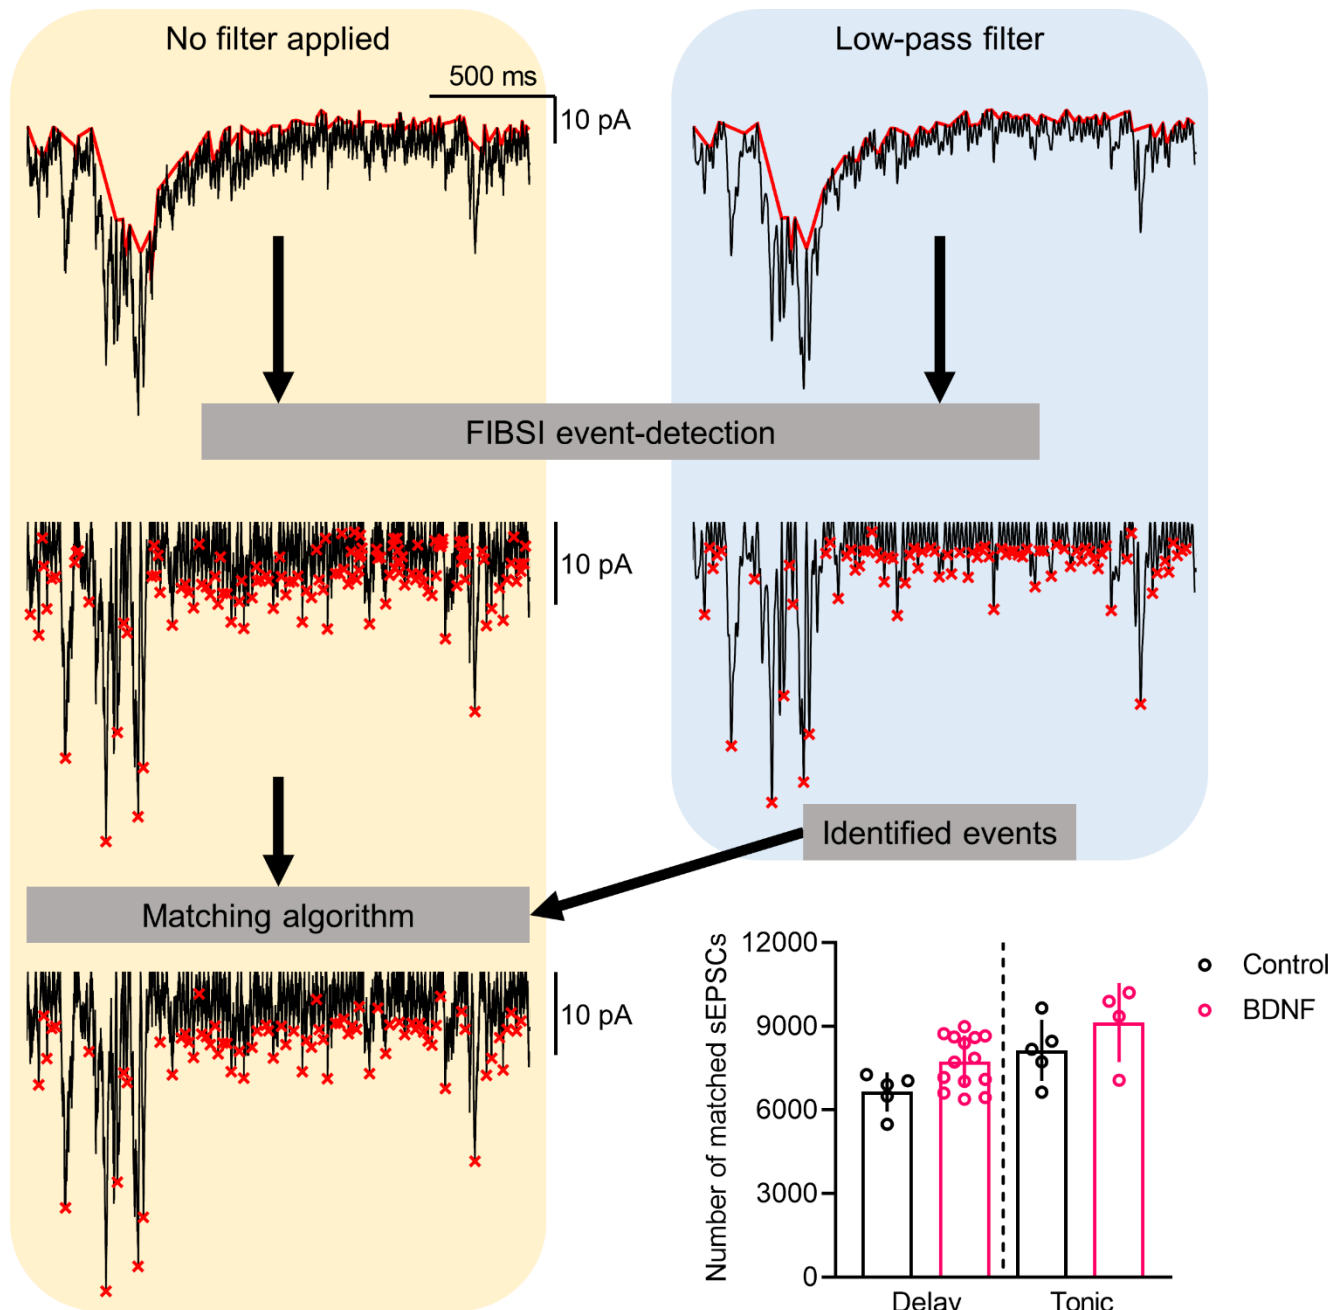 No filter applied
Low-pass filter
500 ms
10 pA
FIBSI event-detection
10 pA
Identified events
Matching algorithm
10 pA
Number of matched sEPSCs
12000
9000
6000
3000
0
Control
BDNF
Delay
Tonic